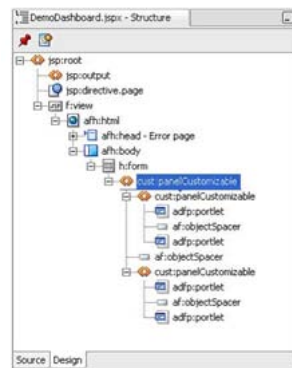 DemoDashboard.jspx - Structure
jsp:root
jsp:output
jsp:directive.page
f:view
afh:html
afh:head - Error page
afh:body
h:form
cust:panelCustomizable
cust:panelCustomizable
adfp:portlet
af:objectSpacer
adfp:portlet
af:objectSpacer
cust:panelCustomizable
adfp:portlet
af:objectSpacer
adfp:portlet
Source Design